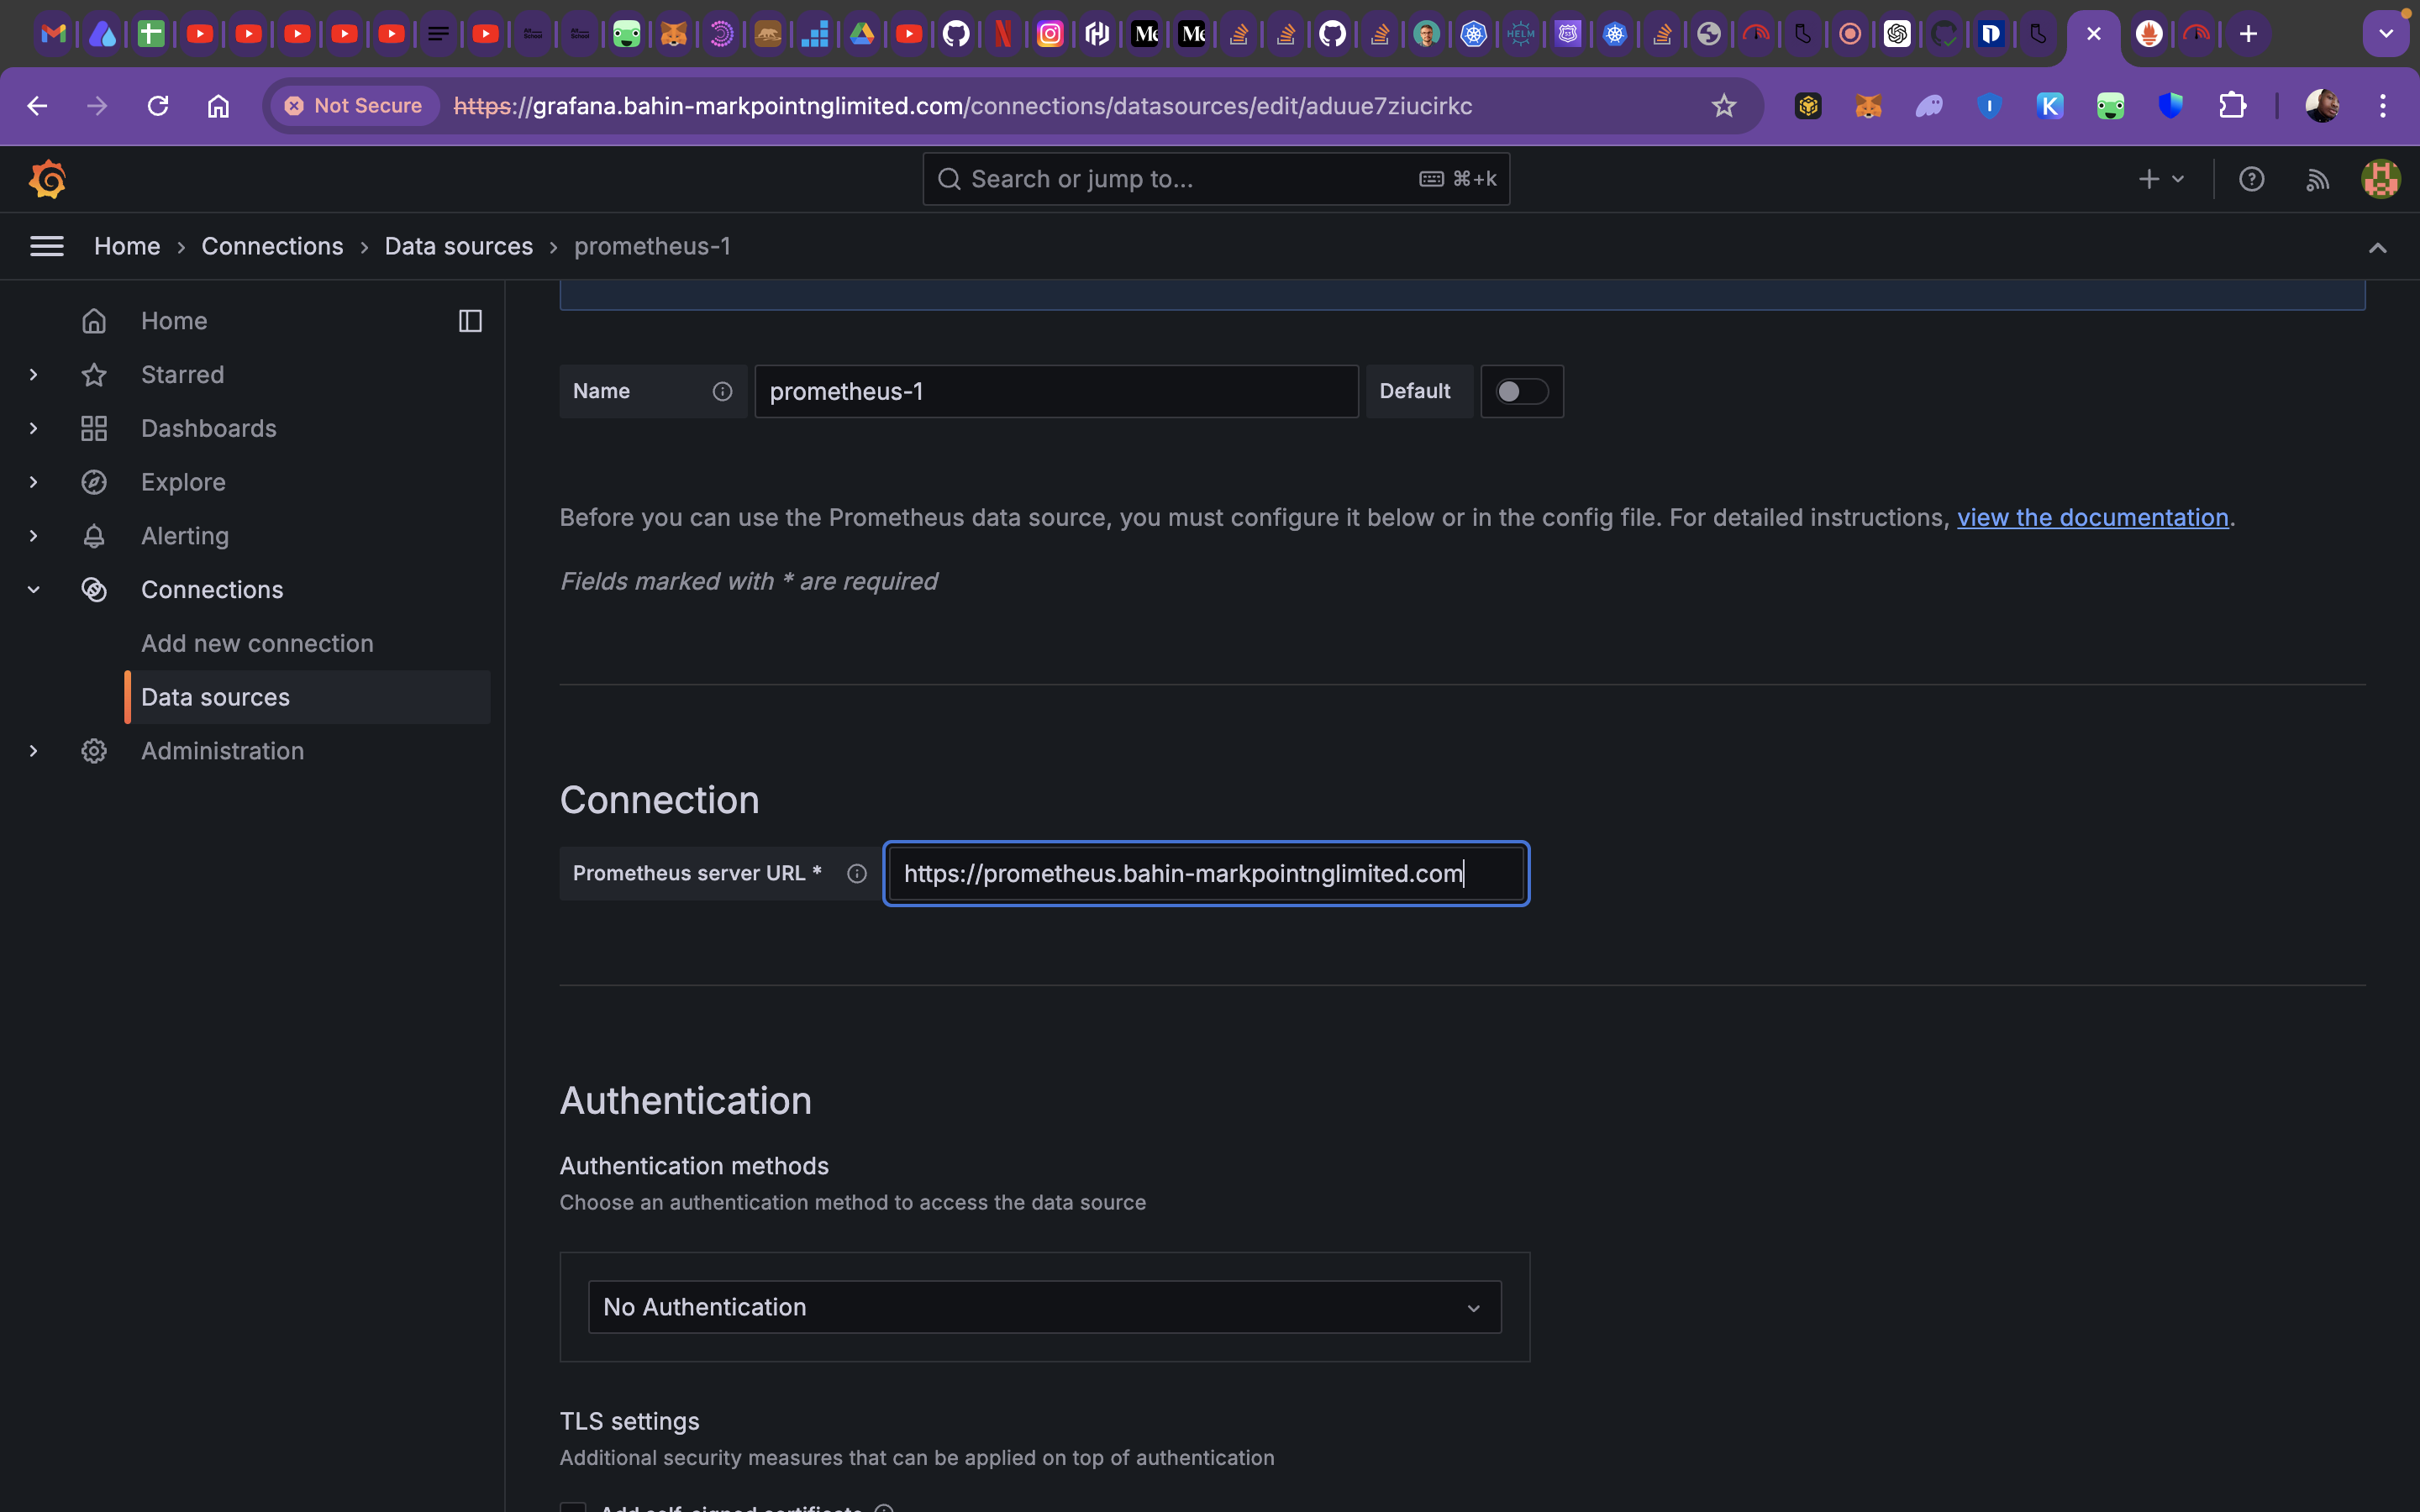 Not Secure
https://grafana.bahin-markpointnglimited.com/connections/datasources/edit/aduue7ziucirkc
Search or jump to...
⌘+k
Home › Connections › Data sources › prometheus-1
Home
Starred
Dashboards
Explore
Alerting
Connections
Add new connection
Data sources
Administration
Name
prometheus-1
Default
Before you can use the Prometheus data source, you must configure it below or in the config file. For detailed instructions, view the documentation.
Fields marked with * are required
Connection
Prometheus server URL *
https://prometheus.bahin-markpointnglimited.com
Authentication
Authentication methods
Choose an authentication method to access the data source
No Authentication
TLS settings
Additional security measures that can be applied on top of authentication
Add self-signed certificate